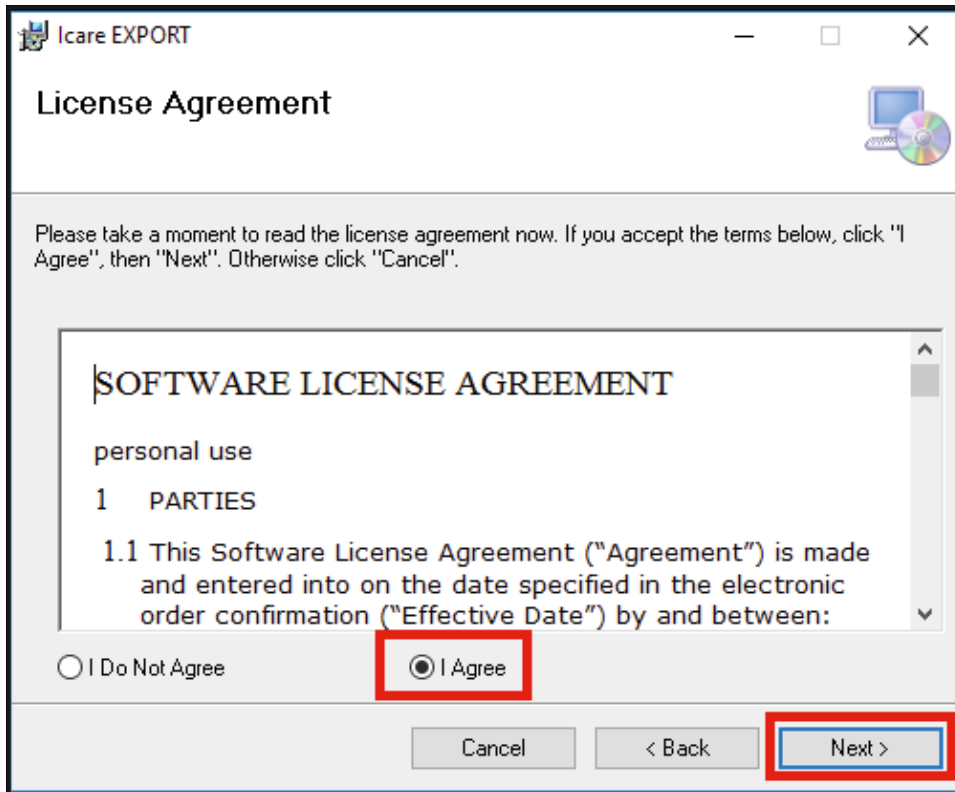 Icare EXPORT
License Agreement
Please take a moment to read the license agreement now. If you accept the terms below, click "I
Agree", then "Next". Otherwise click "Cancel".
SOFTWARE LICENSE AGREEMENT
personal use
1 PARTIES
1.1 This Software License Agreement (“Agreement”) is made
and entered into on the date specified in the electronic
order confirmation (“Effective Date”) by and between:
I Do Not Agree
I Agree
Cancel
< Back
Next >